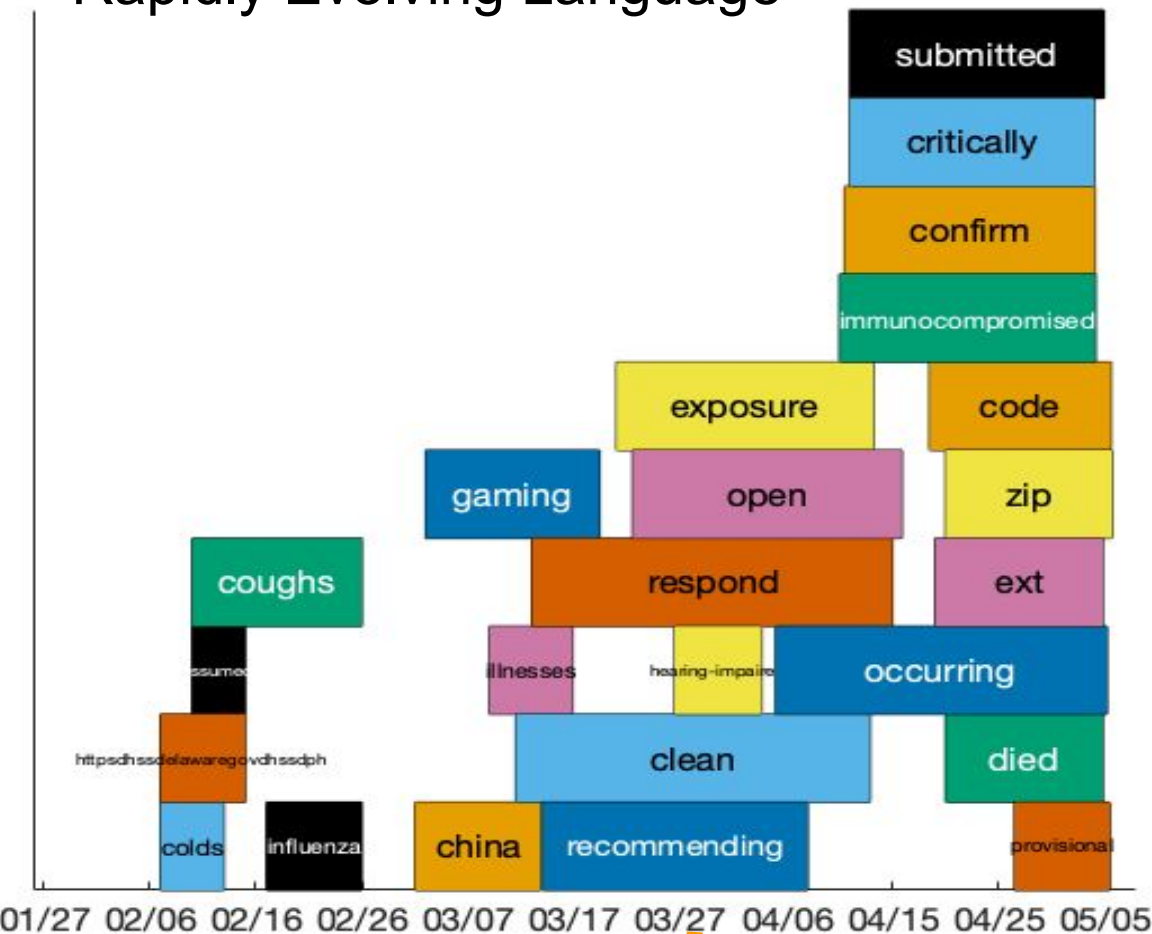 Rapidly Evolving Language
submitted
critically
confirm
immunocompromised
exposure code
gaming open zip
coughs respond ext
ssumed illnesses hearing-impaire occurring
httpsdhssdelawaregovdhssdph clean died
colds influenza china recommending provisional
01/27 02/06 02/16 02/26 03/07 03/17 03/27 04/06 04/15 04/25 05/05